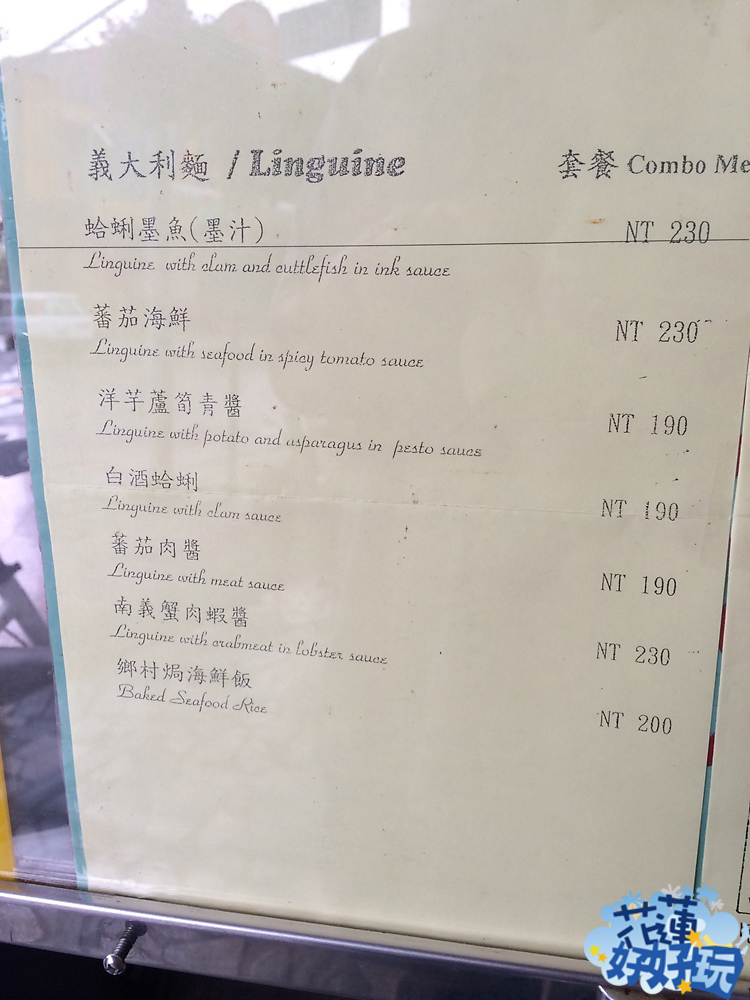 義大利麵 / Linguine 套餐 Combo Me
蛤蜊墨魚(墨汁) NT 230
Linguine with clam and cuttlefish in ink sauce
蕃茄海鮮 NT 230
Linguine with seafood in spicy tomato sauce
洋芋蘆筍青醬 NT 190
Linguine with potato and asparagus in pesto sauce
白酒蛤蜊 NT 190
Linguine with clam sauce
蕃茄肉醬 NT 190
Linguine with meat sauce
南義蟹肉蝦醬 NT 230
Linguine with crabmeat in lobster sauce
鄉村焗海鮮飯 NT 200
Baked Seafood Rice
花蓮
好好玩